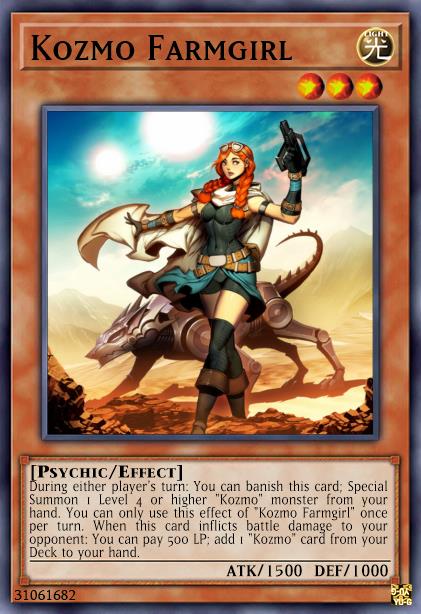 Kozmo Farmgirl
LIGHT
光
[Psychic/Effect]
During either player's turn: You can banish this card; Special
Summon 1 Level 4 or higher "Kozmo" monster from your
hand. You can only use this effect of "Kozmo Farmgirl" once
per turn. When this card inflicts battle damage to your
opponent: You can pay 500 LP; add 1 "Kozmo" card from your
Deck to your hand.
ATK/1500 DEF/1000
31061682